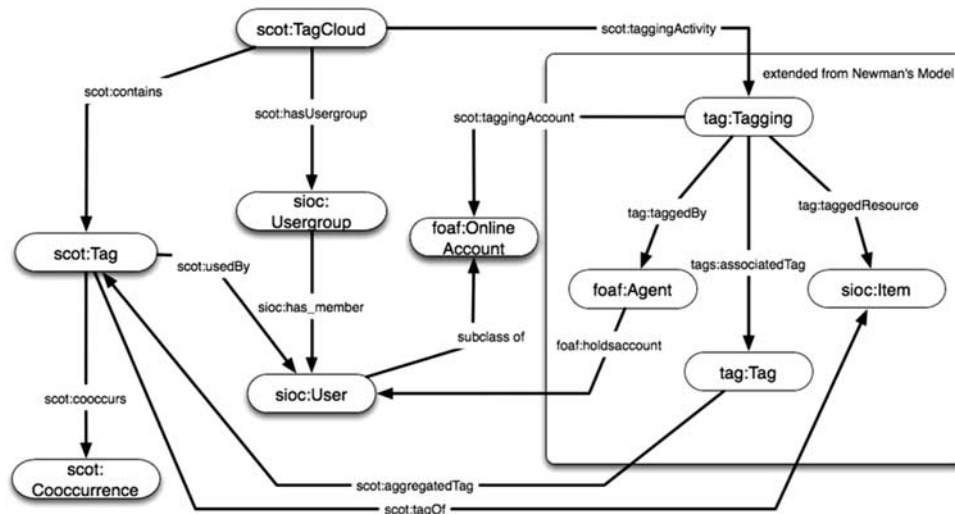 scot:TagCloud
scot:taggingActivity
extended from Newman's Model
scot:contains
scot:hasUsergroup
scot:taggingAccount
tag:Tagging
sioc:
Usergroup
tag:taggedBy
tag:taggedResource
foaf:Online
Account
scot:Tag
scot:usedBy
tags:associatedTag
foaf:Agent
sioc:Item
sioc:has_member
subclass of
foaf:holdsaccount
tag:Tag
sioc:User
scot:cooccurs
scot:
Cooccurrence
scot:aggregatedTag
scot:tagOf